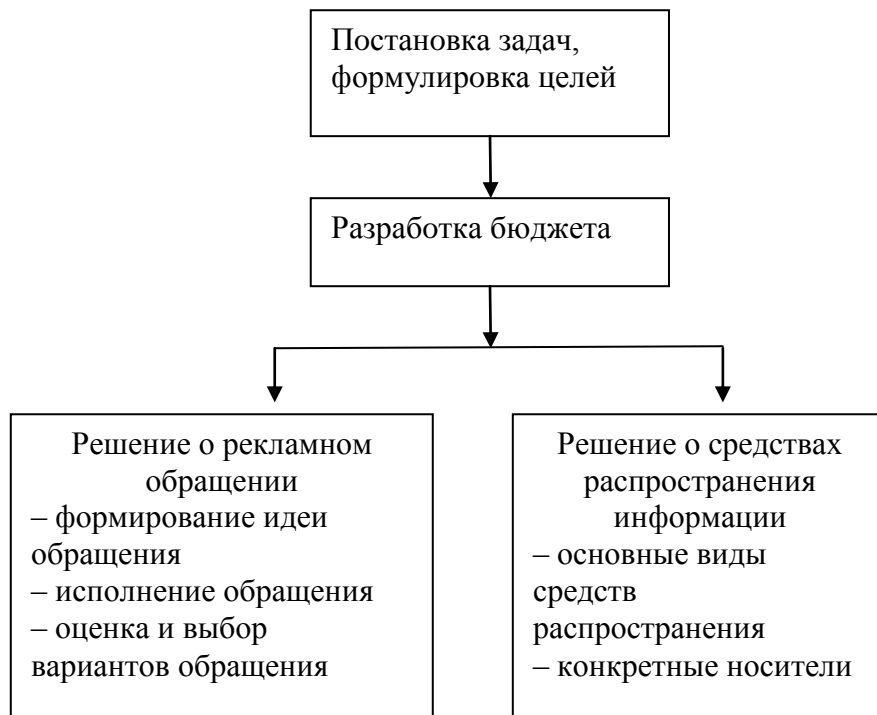 Постановка задач,
формулировка целей
Разработка бюджета
Решение о рекламном
обращении
– формирование идеи
обращения
– исполнение обращения
– оценка и выбор
вариантов обращения
Решение о средствах
распространения
информации
– основные виды
средств
распространения
– конкретные носители